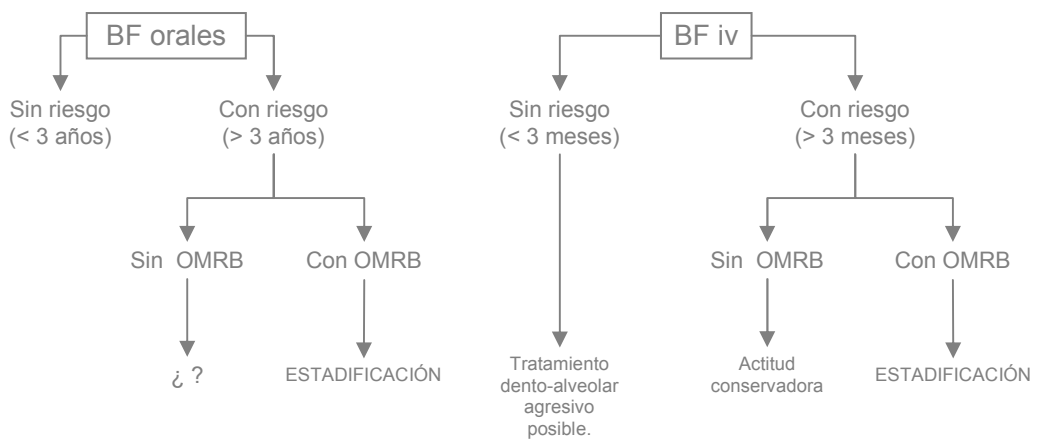 BF orales
Sin riesgo
(< 3 años)
Con riesgo
(> 3 años)
Sin OMRB
Con OMRB
¿ ?
ESTADIFICACIÓN
BF iv
Sin riesgo
(< 3 meses)
Con riesgo
(> 3 meses)
Sin OMRB
Con OMRB
Tratamiento
dento-alveolar
agresivo
posible.
Actitud
conservadora
ESTADIFICACIÓN